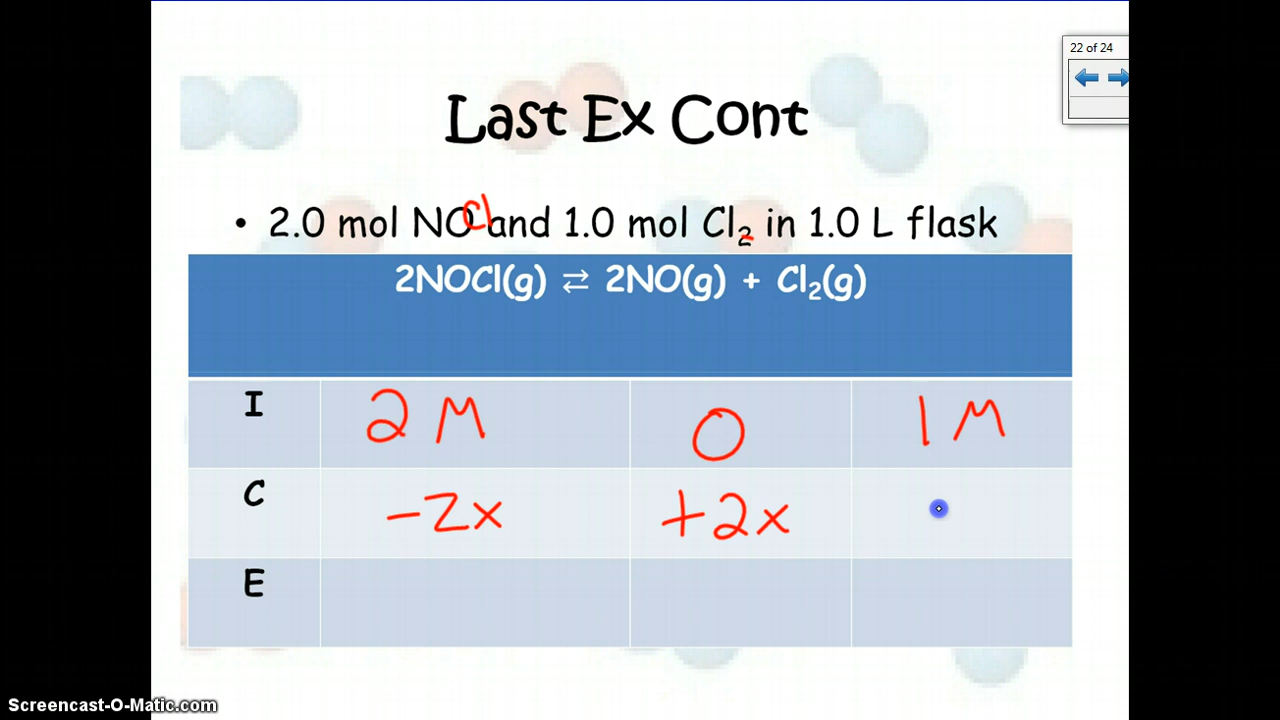 22 of 24
Last Ex Cont
• 2.0 mol NOCl and 1.0 mol Cl₂ in 1.0 L flask
2NOCl(g) ⇄ 2NO(g) + Cl₂(g)
I 2 M 0 1 M
C -2x +2x
E
Screencast-O-Matic.com